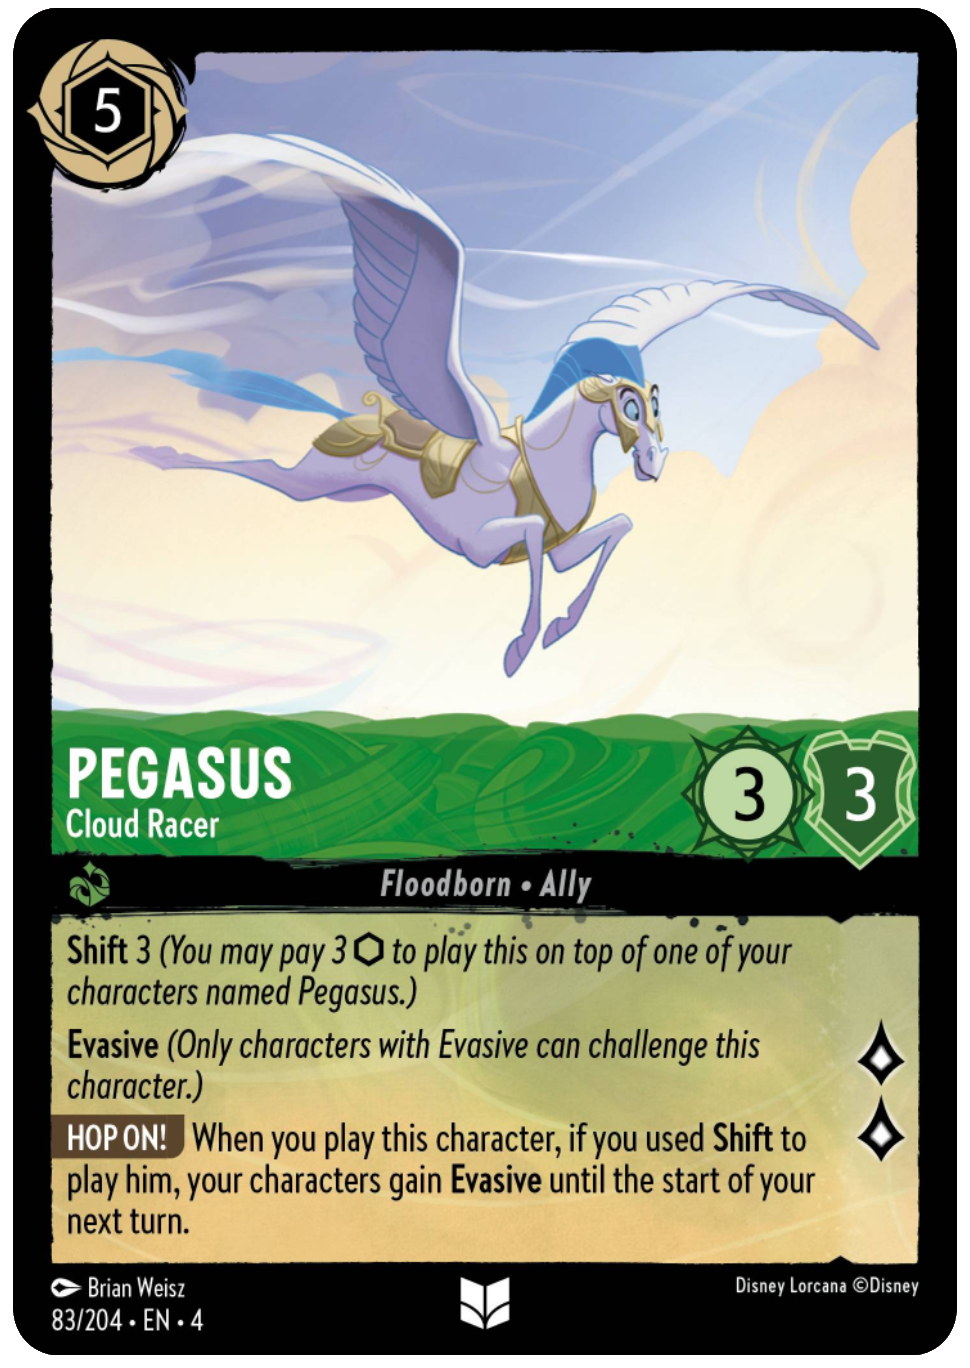 5
PEGASUS
Cloud Racer
3
3
Floodborn • Ally
Shift 3 (You may pay 3 ⬡ to play this on top of one of your
characters named Pegasus.)
Evasive (Only characters with Evasive can challenge this
character.)
HOP ON! When you play this character, if you used Shift to
play him, your characters gain Evasive until the start of your
next turn.
Brian Weisz
Disney Lorcana ©Disney
83/204 • EN • 4